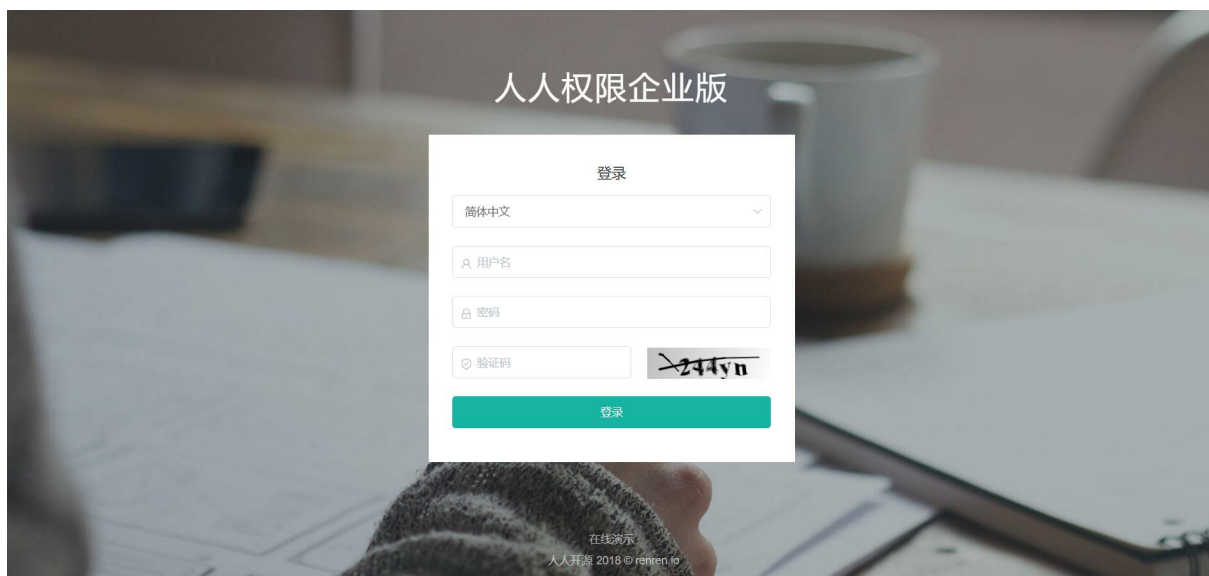 人人权限企业版
登录
简体中文
用户名
密码
验证码
244yn
登录
在线演示
人人开源 2018 © renren.io